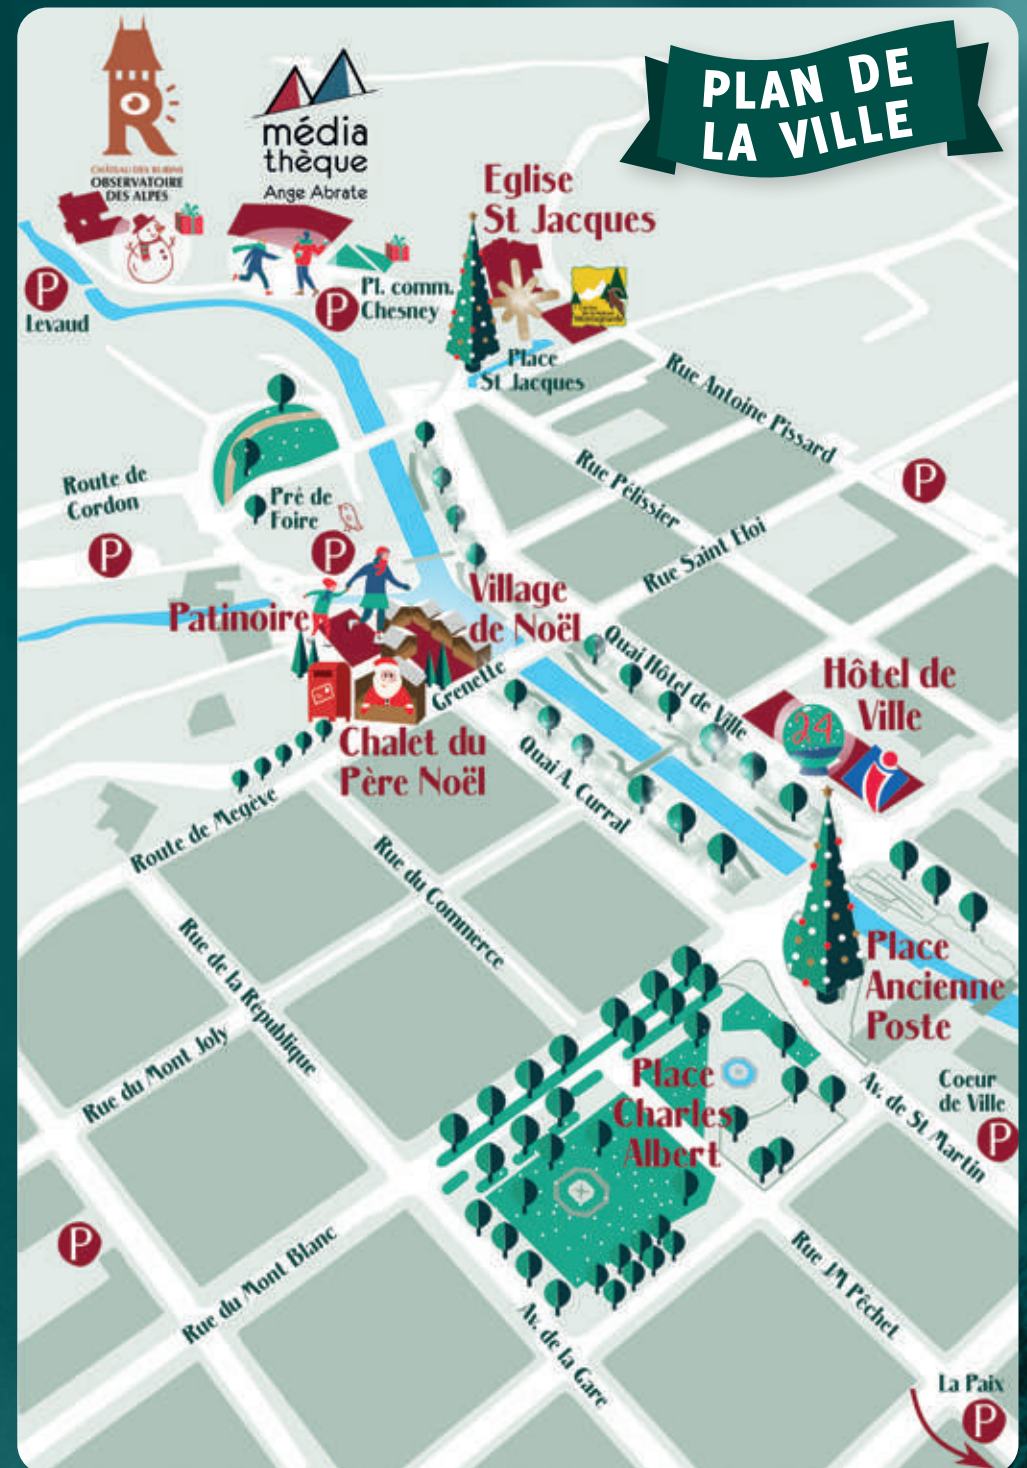 PLAN DE
LA VILLE
CHÂTEAU DES RUBINS
OBSERVATOIRE
DES ALPES
média
thèque
Ange Abrate
Eglise
St Jacques
P
Levaud
P
Pl. comm.
Chesney
Place
St Jacques
Rue Antoine Pissard
Rue Pélissier
P
Route de
Cordon
P
Pré de
Foire
P
Rue Saint Eloi
Patinoire
Village
de Noël
Grenette
Quai Hôtel de Ville
Hôtel de
Ville
24
i
Chalet du
Père Noël
Quai A. Curral
Route de Megève
Rue du Commerce
Rue de la République
Rue du Mont Joly
Place
Ancienne
Poste
Place
Charles
Albert
Av. de St Martin
Coeur
de Ville
P
P
Rue du Mont Blanc
Rue JM Pêchet
Av. de la Gare
La Paix
P